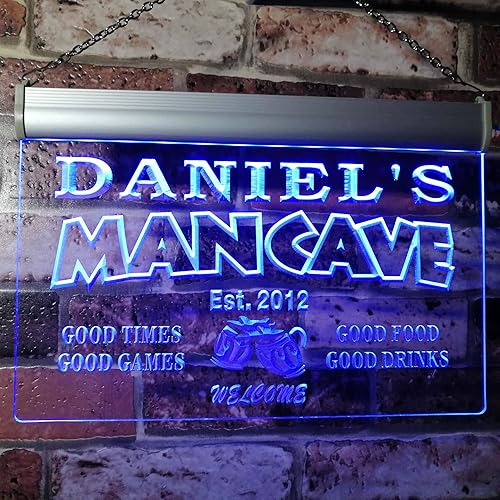 DANIEL'S
MANCAVE
Est. 2012
GOOD TIMES GOOD FOOD
GOOD GAMES GOOD DRINKS
WELCOME